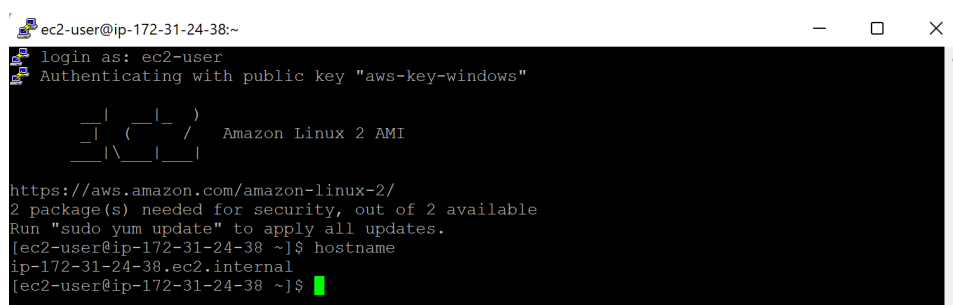 ec2-user@ip-172-31-24-38:~
login as: ec2-user
Authenticating with public key "aws-key-windows"
       __|  __|_  )
       _|  (     /   Amazon Linux 2 AMI
      ___|\___|___|
https://aws.amazon.com/amazon-linux-2/
2 package(s) needed for security, out of 2 available
Run "sudo yum update" to apply all updates.
[ec2-user@ip-172-31-24-38 ~]$ hostname
ip-172-31-24-38.ec2.internal
[ec2-user@ip-172-31-24-38 ~]$